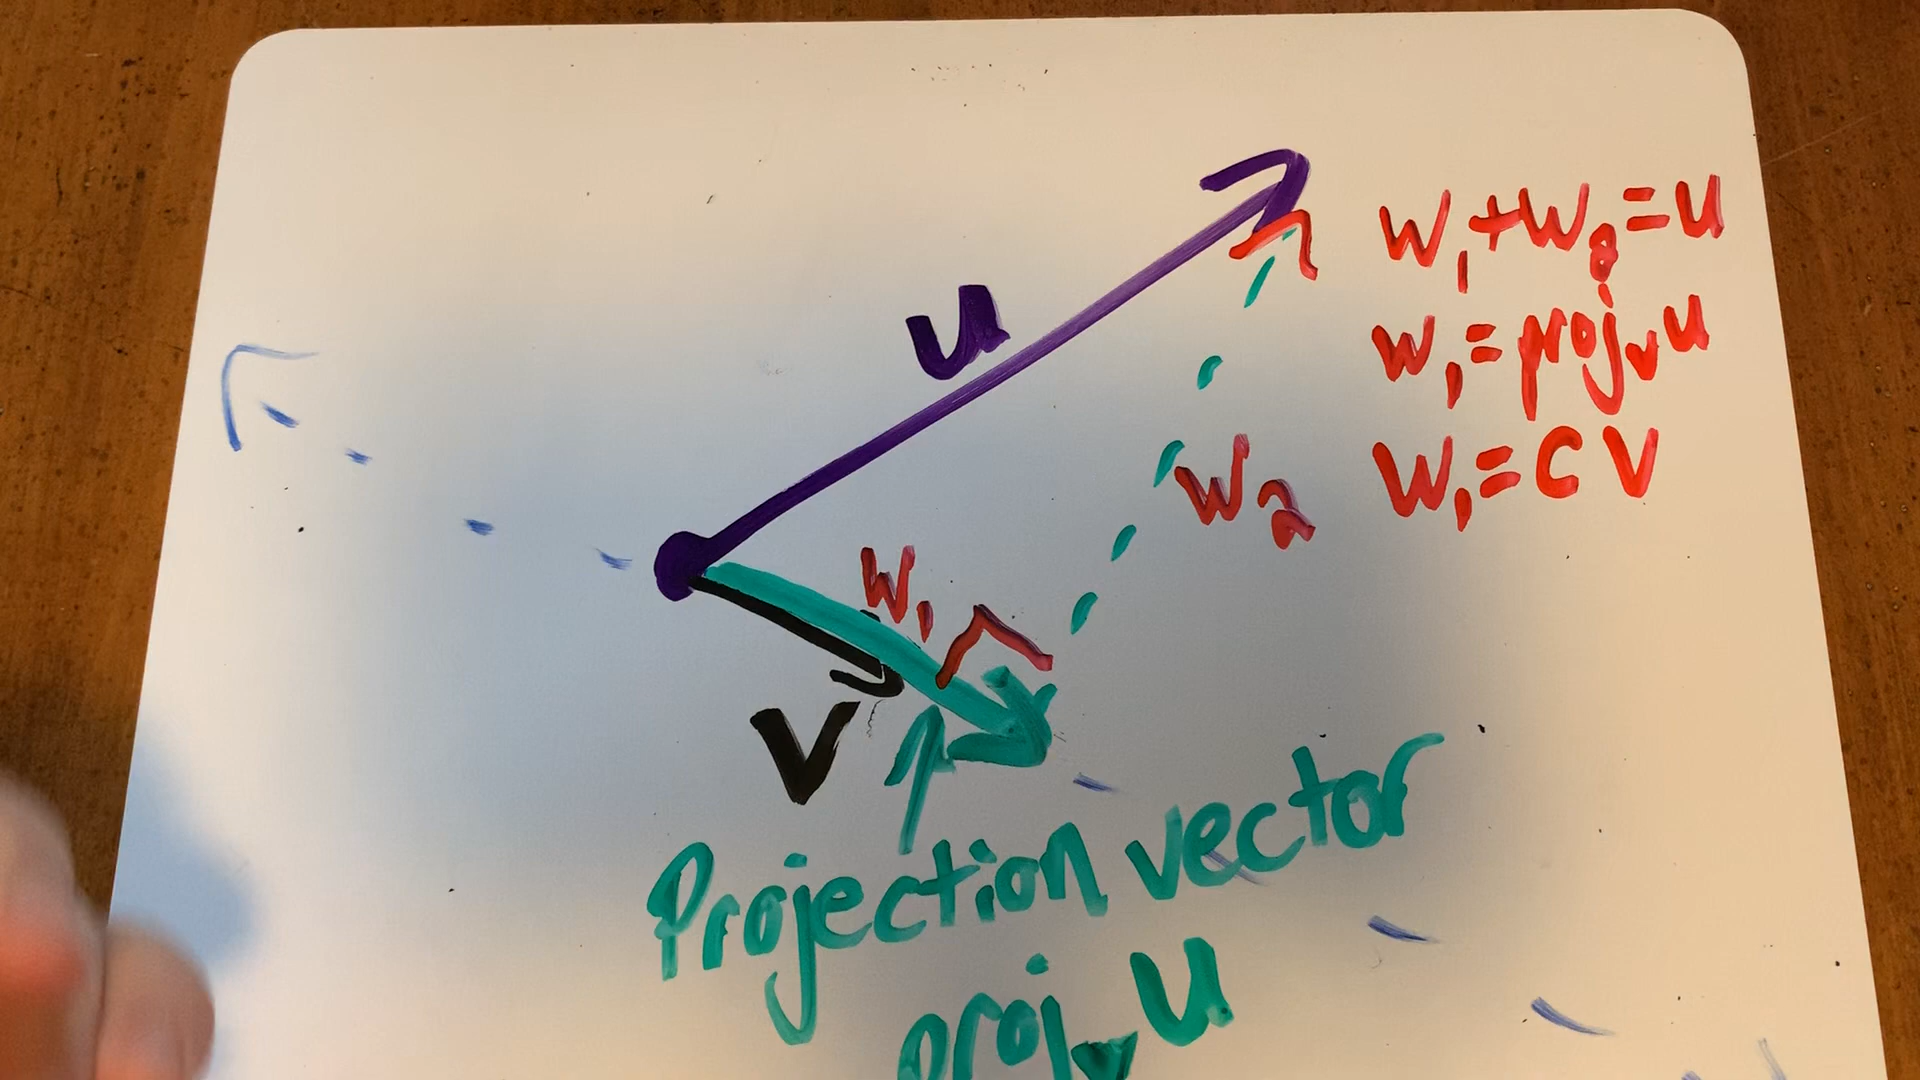 u
W₁+W₂=u
w₁=projᵥu
W₁=CV
W₂
W₁
V
Projection vector
projᵥu